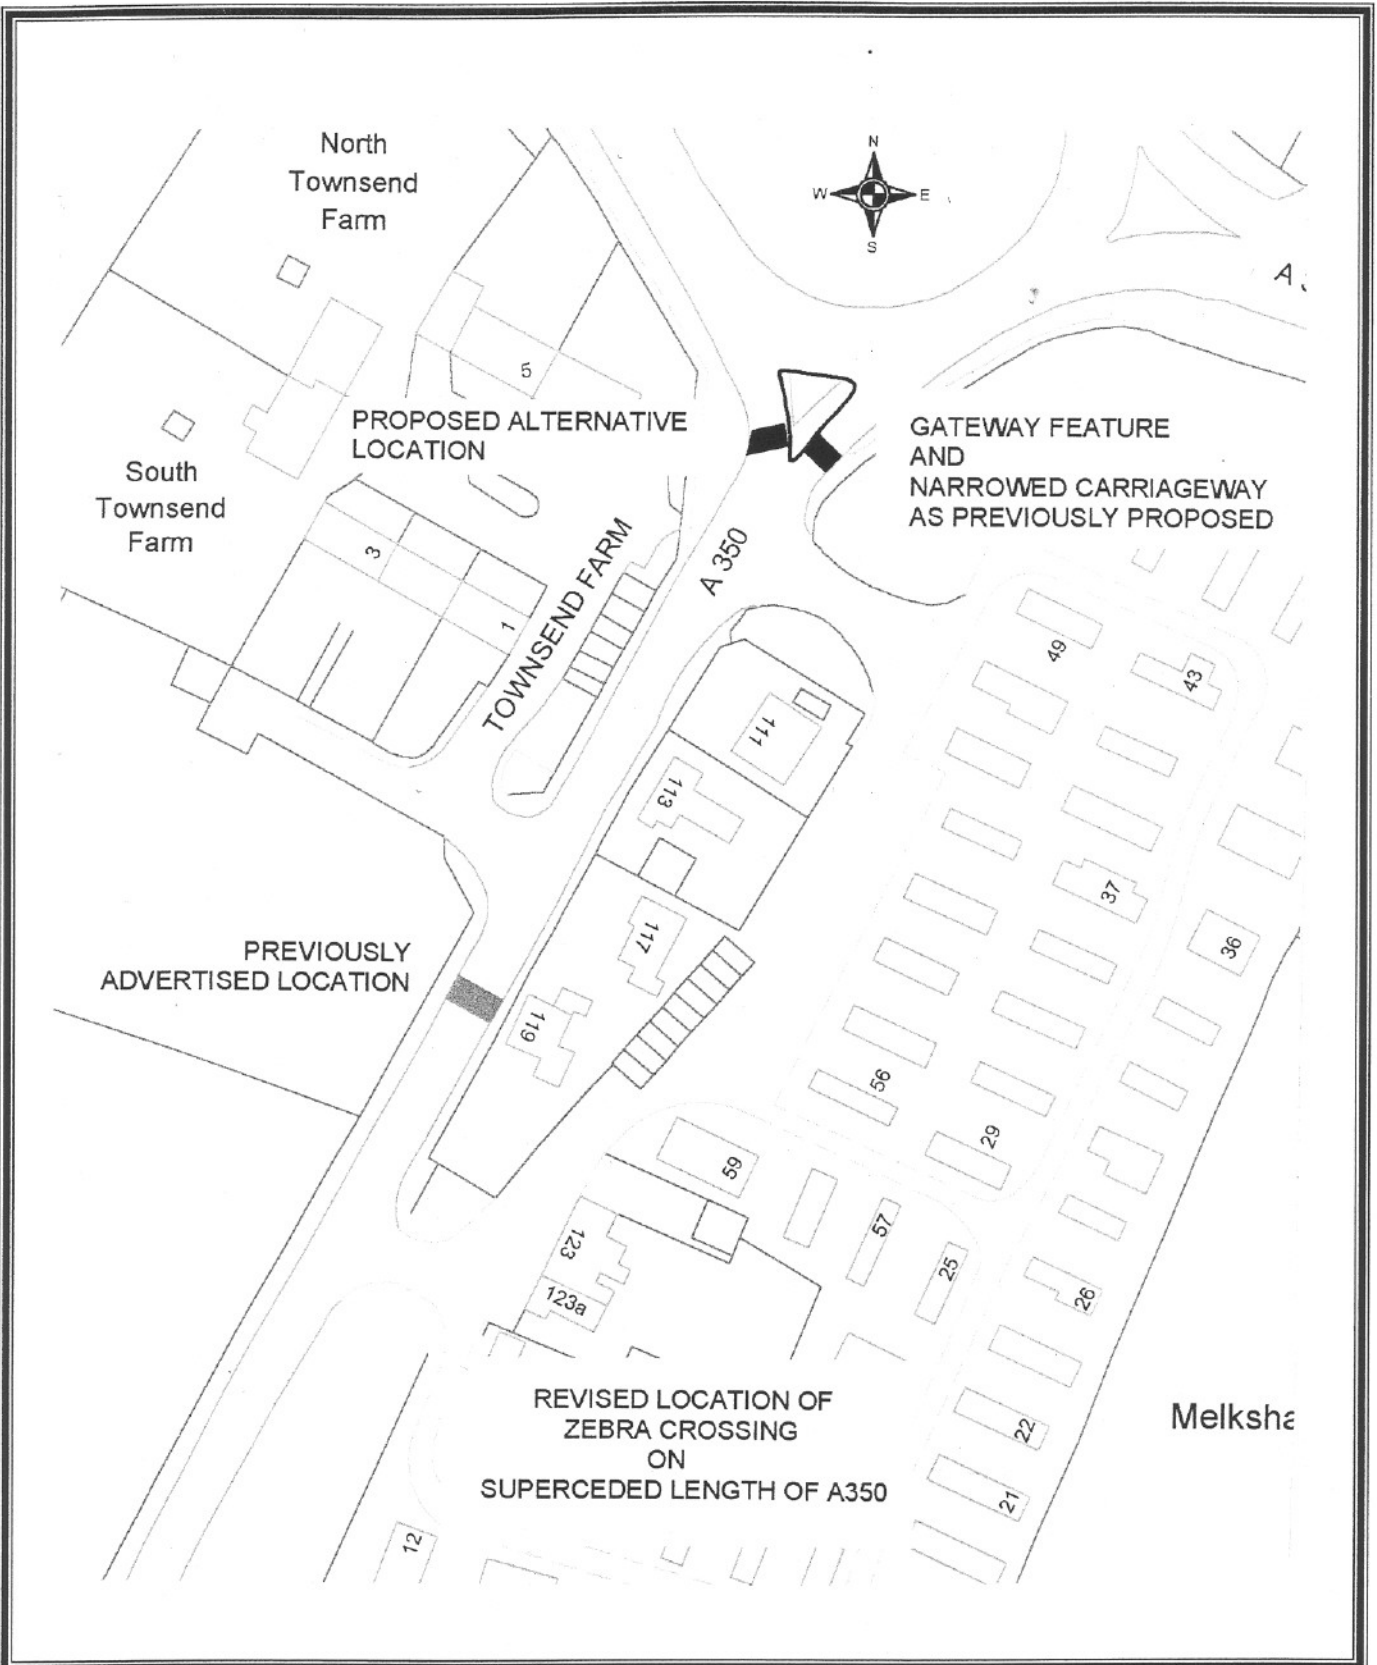 North
Townsend
Farm
N
W
E
S
A
5
PROPOSED ALTERNATIVE
LOCATION
GATEWAY FEATURE
AND
NARROWED CARRIAGEWAY
AS PREVIOUSLY PROPOSED
South
Townsend
Farm
3
1
TOWNSEND FARM
A 350
49
43
111
113
37
117
36
PREVIOUSLY
ADVERTISED LOCATION
119
56
29
59
57
25
123
123a
26
REVISED LOCATION OF
ZEBRA CROSSING
ON
SUPERCEDED LENGTH OF A350
Melksha
22
21
12